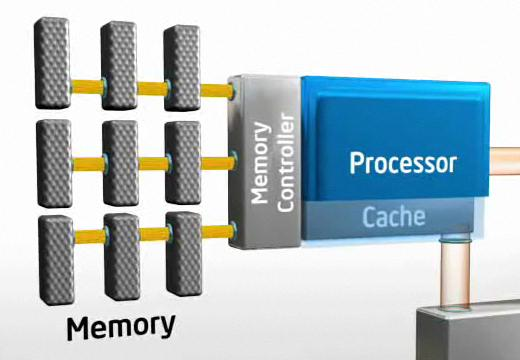 Memory
Controller
Processor
Cache
Memory